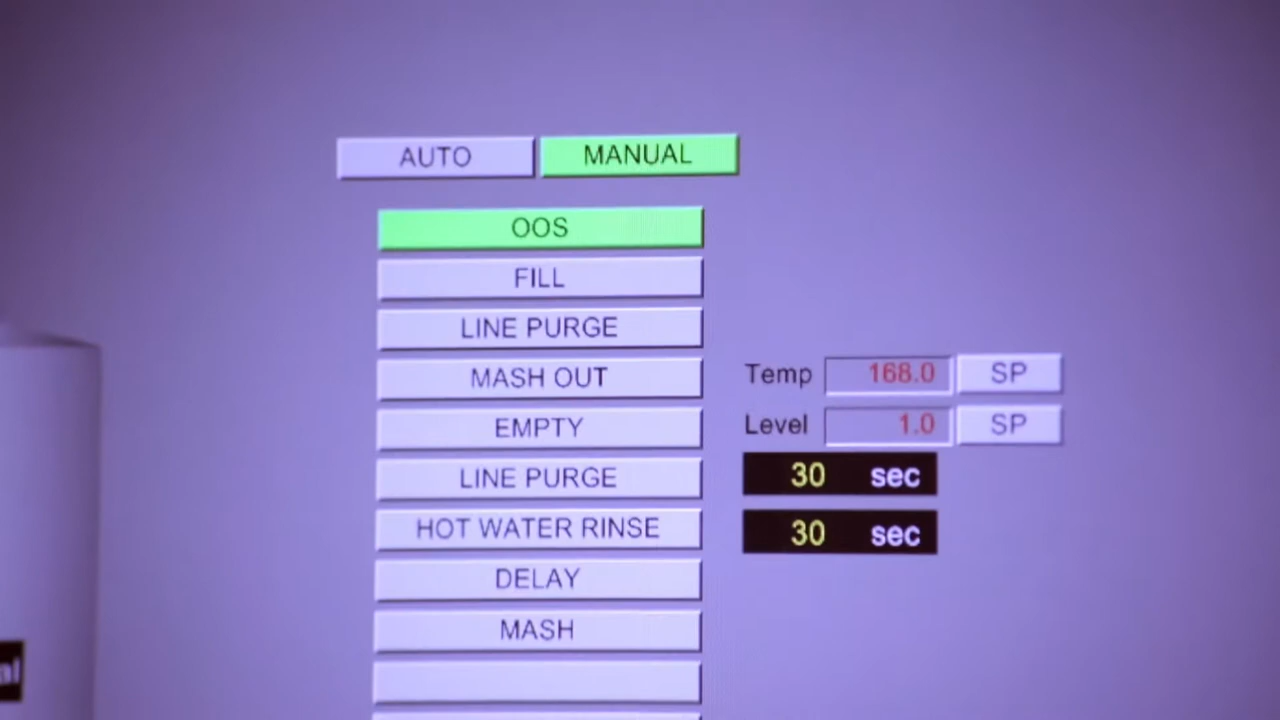 AUTO MANUAL
OOS
FILL
LINE PURGE
MASH OUT Temp 168.0 SP
EMPTY Level 1.0 SP
LINE PURGE 30 sec
HOT WATER RINSE 30 sec
DELAY
MASH